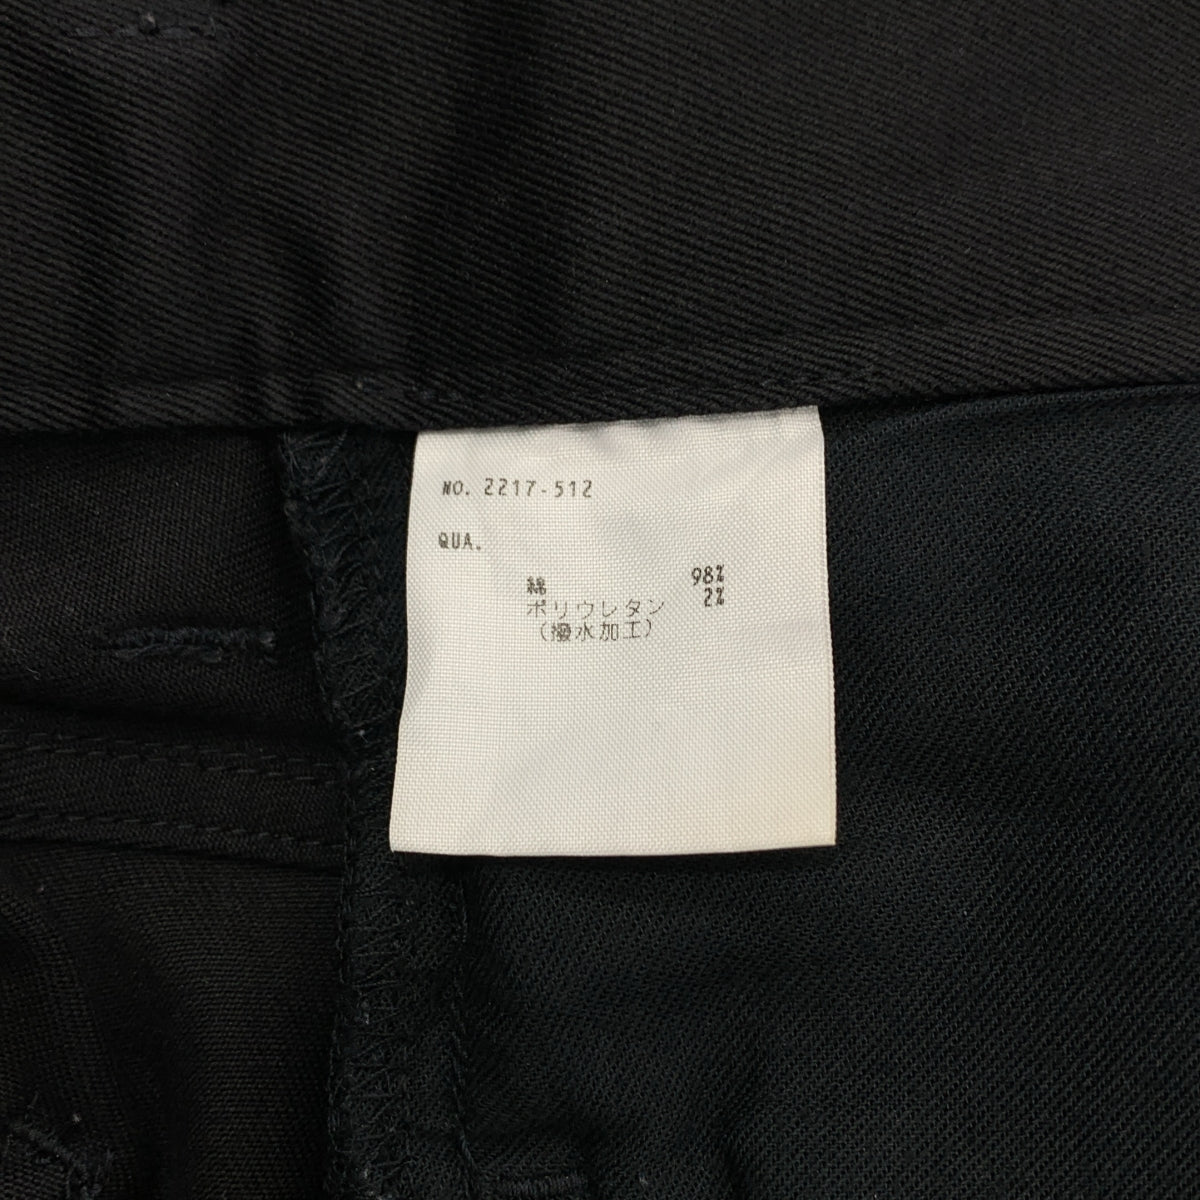 NO. 2217-512
QUA.
綿 98%
ポリウレタン 2%
（撥水加工）